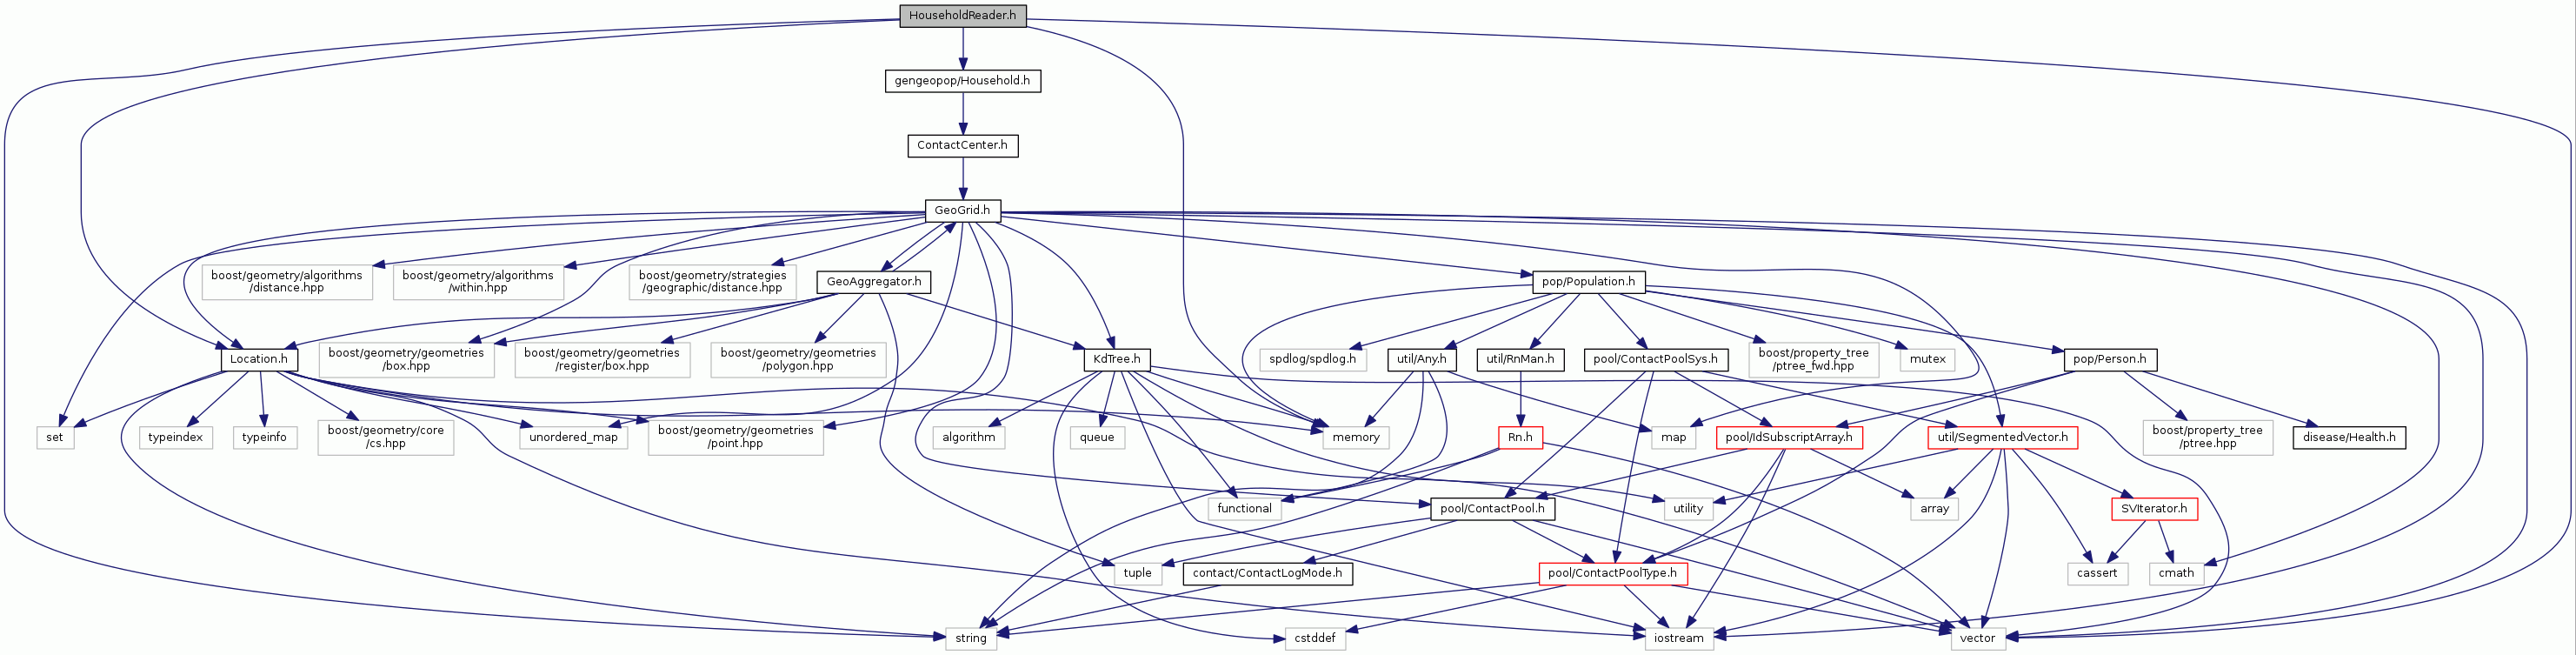 HouseholdReader.h
gengeopop/Household.h
ContactCenter.h
GeoGrid.h
boost/geometry/algorithms
/distance.hpp
boost/geometry/algorithms
/within.hpp
boost/geometry/strategies
/geographic/distance.hpp
GeoAggregator.h
pop/Population.h
Location.h
boost/geometry/geometries
/box.hpp
boost/geometry/geometries
/register/box.hpp
boost/geometry/geometries
/polygon.hpp
KdTree.h
spdlog/spdlog.h
util/Any.h
util/RnMan.h
pool/ContactPoolSys.h
boost/property_tree
/ptree_fwd.hpp
mutex
pop/Person.h
set
typeindex
typeinfo
boost/geometry/core
/cs.hpp
unordered_map
boost/geometry/geometries
/point.hpp
algorithm
queue
memory
Rn.h
map
pool/IdSubscriptArray.h
util/SegmentedVector.h
boost/property_tree
/ptree.hpp
disease/Health.h
functional
pool/ContactPool.h
utility
array
SVIterator.h
tuple
contact/ContactLogMode.h
pool/ContactPoolType.h
cassert
cmath
string
cstddef
iostream
vector